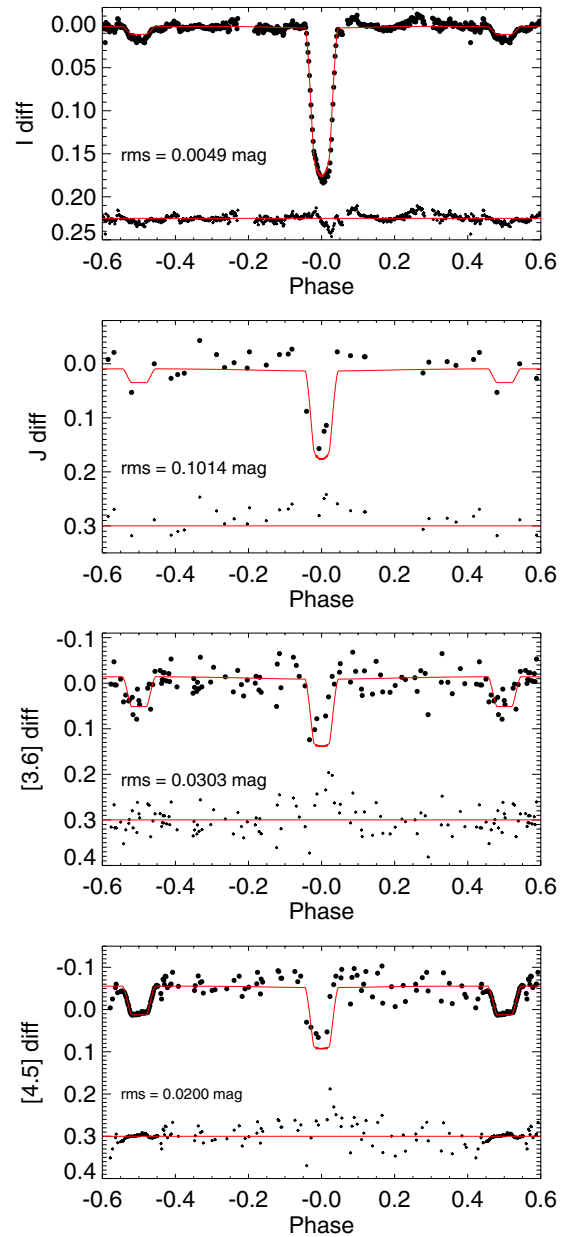 0.00
0.05
0.10
0.15
0.20
0.25
I diff
rms = 0.0049 mag
-0.6 -0.4 -0.2 -0.0 0.2 0.4 0.6
Phase
0.0
0.1
0.2
0.3
J diff
rms = 0.1014 mag
-0.6 -0.4 -0.2 -0.0 0.2 0.4 0.6
Phase
-0.1
0.0
0.1
0.2
0.3
0.4
[3.6] diff
rms = 0.0303 mag
-0.6 -0.4 -0.2 -0.0 0.2 0.4 0.6
Phase
-0.1
0.0
0.1
0.2
0.3
0.4
[4.5] diff
rms = 0.0200 mag
-0.6 -0.4 -0.2 -0.0 0.2 0.4 0.6
Phase